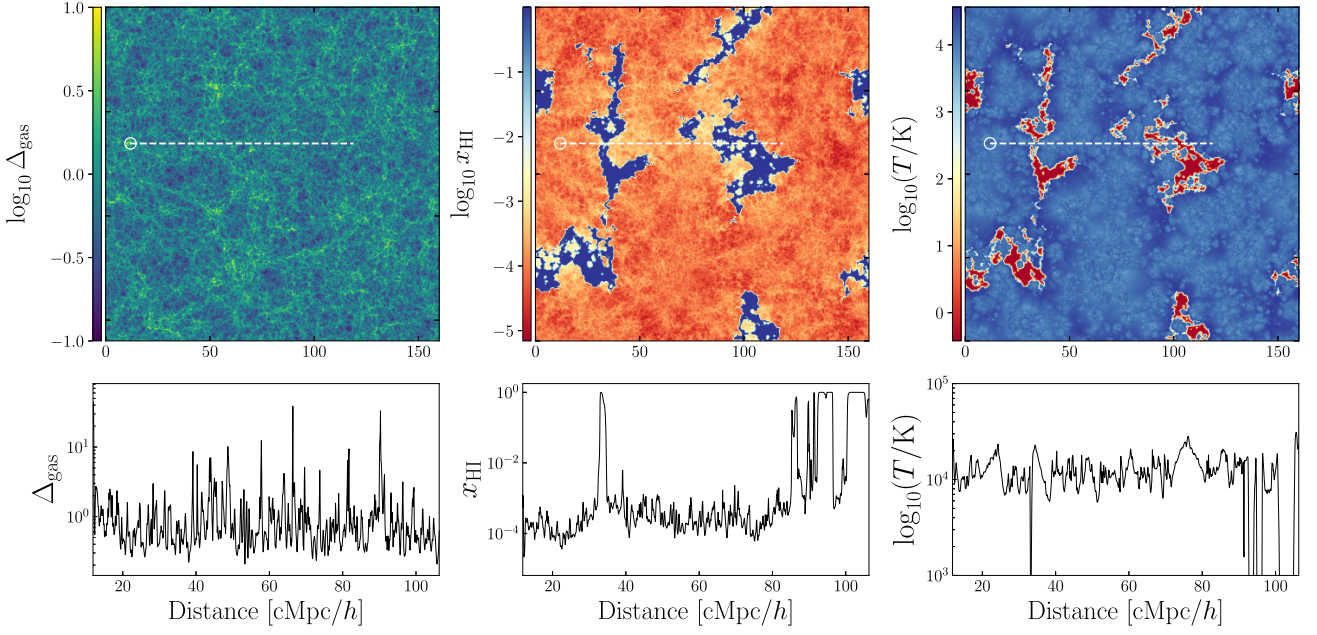 1.0
0.5
0.0
−0.5
−1.0
log₁₀ Δgas
0 50 100 150
−1
−2
−3
−4
−5
log₁₀ xHI
0 50 100 150
4
3
2
1
0
log₁₀(T/K)
0 50 100 150
10¹
10⁰
Δgas
20 40 60 80 100
Distance [cMpc/h]
10⁰
10⁻²
10⁻⁴
xHI
20 40 60 80 100
Distance [cMpc/h]
10⁵
10⁴
10³
log₁₀(T/K)
20 40 60 80 100
Distance [cMpc/h]